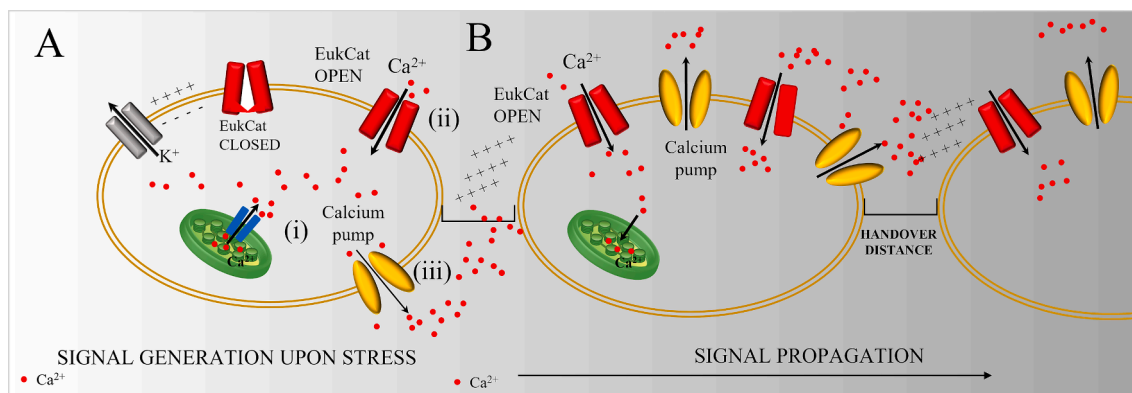 A
B
EukCat
OPEN
Ca²⁺
EukCat
CLOSED
K⁺
(ii)
(i)
Calcium
pump
(iii)
Ca²⁺
EukCat
OPEN
Ca²⁺
Calcium
pump
Ca²⁺
HANDOVER
DISTANCE
SIGNAL GENERATION UPON STRESS
SIGNAL PROPAGATION
Ca²⁺
Ca²⁺